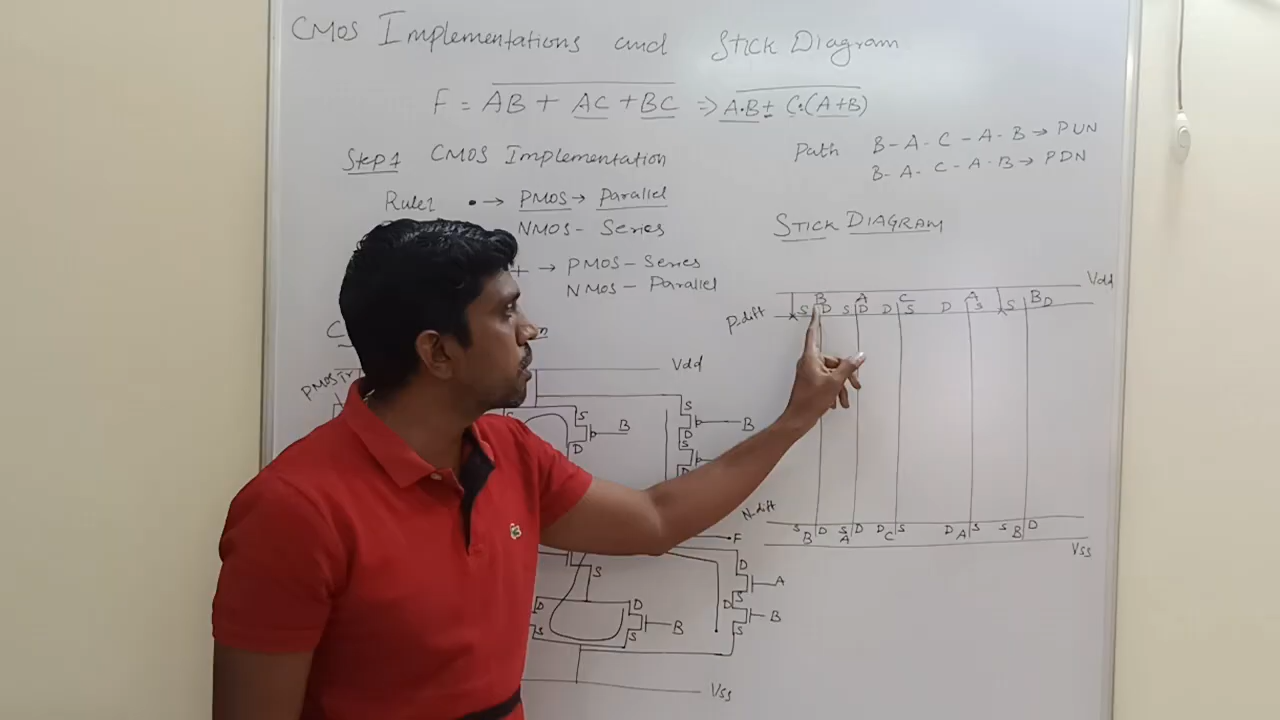 CMOS Implementations and Stick Diagram
F = AB + AC + BC ⇒ A.B + C.(A+B)
Step 1 CMOS Implementation
Path B-A-C-A-B → PUN
B-A-C-A-B → PDN
Rule 1 • → PMOS → Parallel
NMOS - Series
+ → PMOS - Series
NMOS - Parallel
STICK DIAGRAM
Vdd
P-diff S B D S A D D C S D A S S B D
PMOS Tr
Vdd
S S B D
S D B
S
N-diff S B D S A D D C S D A S S B D
Vss
F
S D A S
D D D B S
S S B
Vss